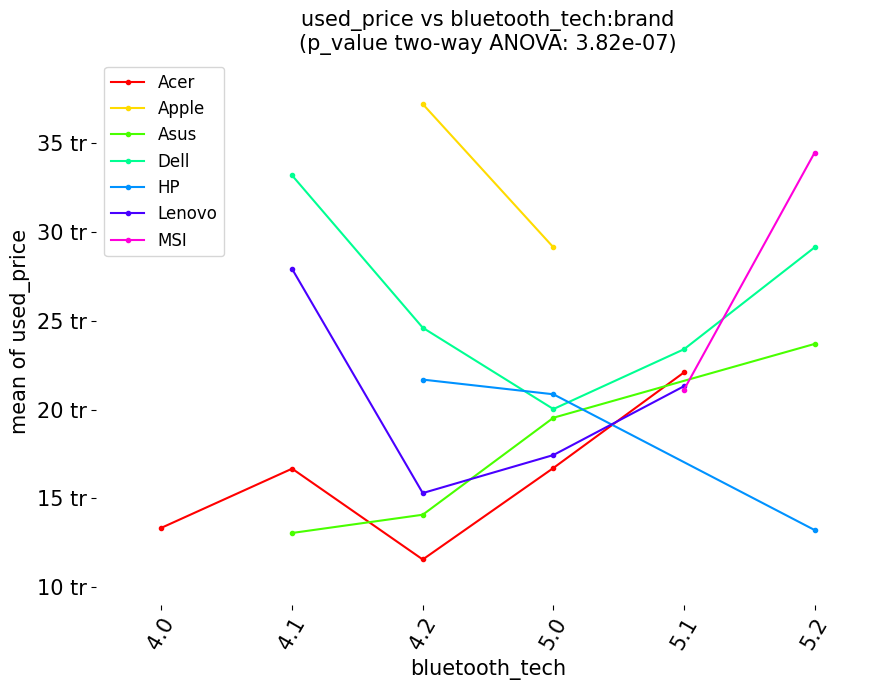 used_price vs bluetooth_tech:brand
(p_value two-way ANOVA: 3.82e-07)
Acer
Apple
Asus
Dell
HP
Lenovo
MSI
35 tr
30 tr
25 tr
20 tr
15 tr
10 tr
mean of used_price
4.0
4.1
4.2
5.0
5.1
5.2
bluetooth_tech